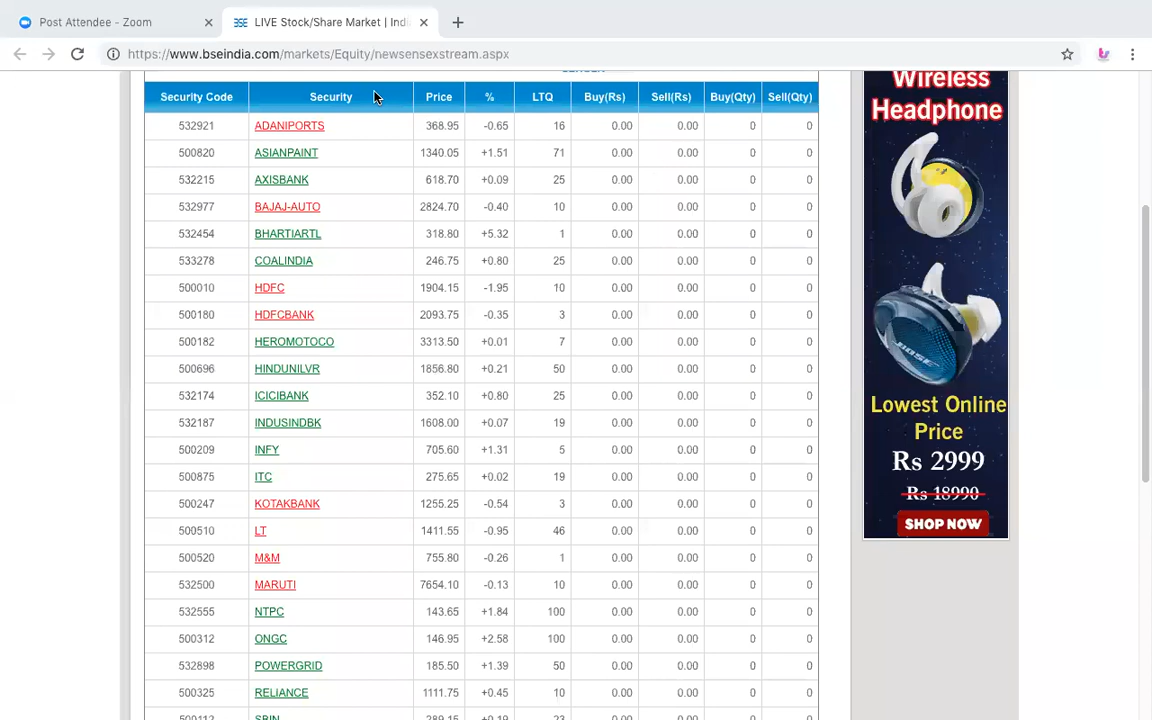 Post Attendee - Zoom
LIVE Stock/Share Market | Indi
https://www.bseindia.com/markets/Equity/newsensexstream.aspx
Security Code Security Price % LTQ Buy(Rs) Sell(Rs) Buy(Qty) Sell(Qty)
532921 ADANIPORTS 368.95 -0.65 16 0.00 0.00 0 0
500820 ASIANPAINT 1340.05 +1.51 71 0.00 0.00 0 0
532215 AXISBANK 618.70 +0.09 25 0.00 0.00 0 0
532977 BAJAJ-AUTO 2824.70 -0.40 10 0.00 0.00 0 0
532454 BHARTIARTL 318.80 +5.32 1 0.00 0.00 0 0
533278 COALINDIA 246.75 +0.80 25 0.00 0.00 0 0
500010 HDFC 1904.15 -1.95 10 0.00 0.00 0 0
500180 HDFCBANK 2093.75 -0.35 3 0.00 0.00 0 0
500182 HEROMOTOCO 3313.50 +0.01 7 0.00 0.00 0 0
500696 HINDUNILVR 1856.80 +0.21 50 0.00 0.00 0 0
532174 ICICIBANK 352.10 +0.80 25 0.00 0.00 0 0
532187 INDUSINDBK 1608.00 +0.07 19 0.00 0.00 0 0
500209 INFY 705.60 +1.31 5 0.00 0.00 0 0
500875 ITC 275.65 +0.02 19 0.00 0.00 0 0
500247 KOTAKBANK 1255.25 -0.54 3 0.00 0.00 0 0
500510 LT 1411.55 -0.95 46 0.00 0.00 0 0
500520 M&M 755.80 -0.26 1 0.00 0.00 0 0
532500 MARUTI 7654.10 -0.13 10 0.00 0.00 0 0
532555 NTPC 143.65 +1.84 100 0.00 0.00 0 0
500312 ONGC 146.95 +2.58 100 0.00 0.00 0 0
532898 POWERGRID 185.50 +1.39 50 0.00 0.00 0 0
500325 RELIANCE 1111.75 +0.45 10 0.00 0.00 0 0
500112 SBIN 289.15 +0.19 23 0.00 0.00 0 0
Wireless
Headphone
BOSE
Lowest Online
Price
Rs 2999
Rs 18990
SHOP NOW